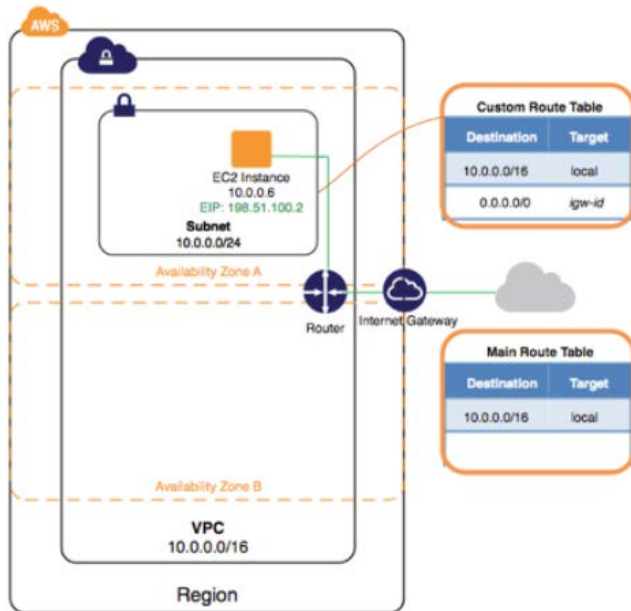 AWS
EC2 Instance
10.0.0.6
EIP: 198.51.100.2
Subnet
10.0.0.0/24
Availability Zone A
Router
Internet Gateway
Availability Zone B
VPC
10.0.0.0/16
Region
Custom Route Table
Destination Target
10.0.0.0/16 local
0.0.0.0/0 igw-id
Main Route Table
Destination Target
10.0.0.0/16 local